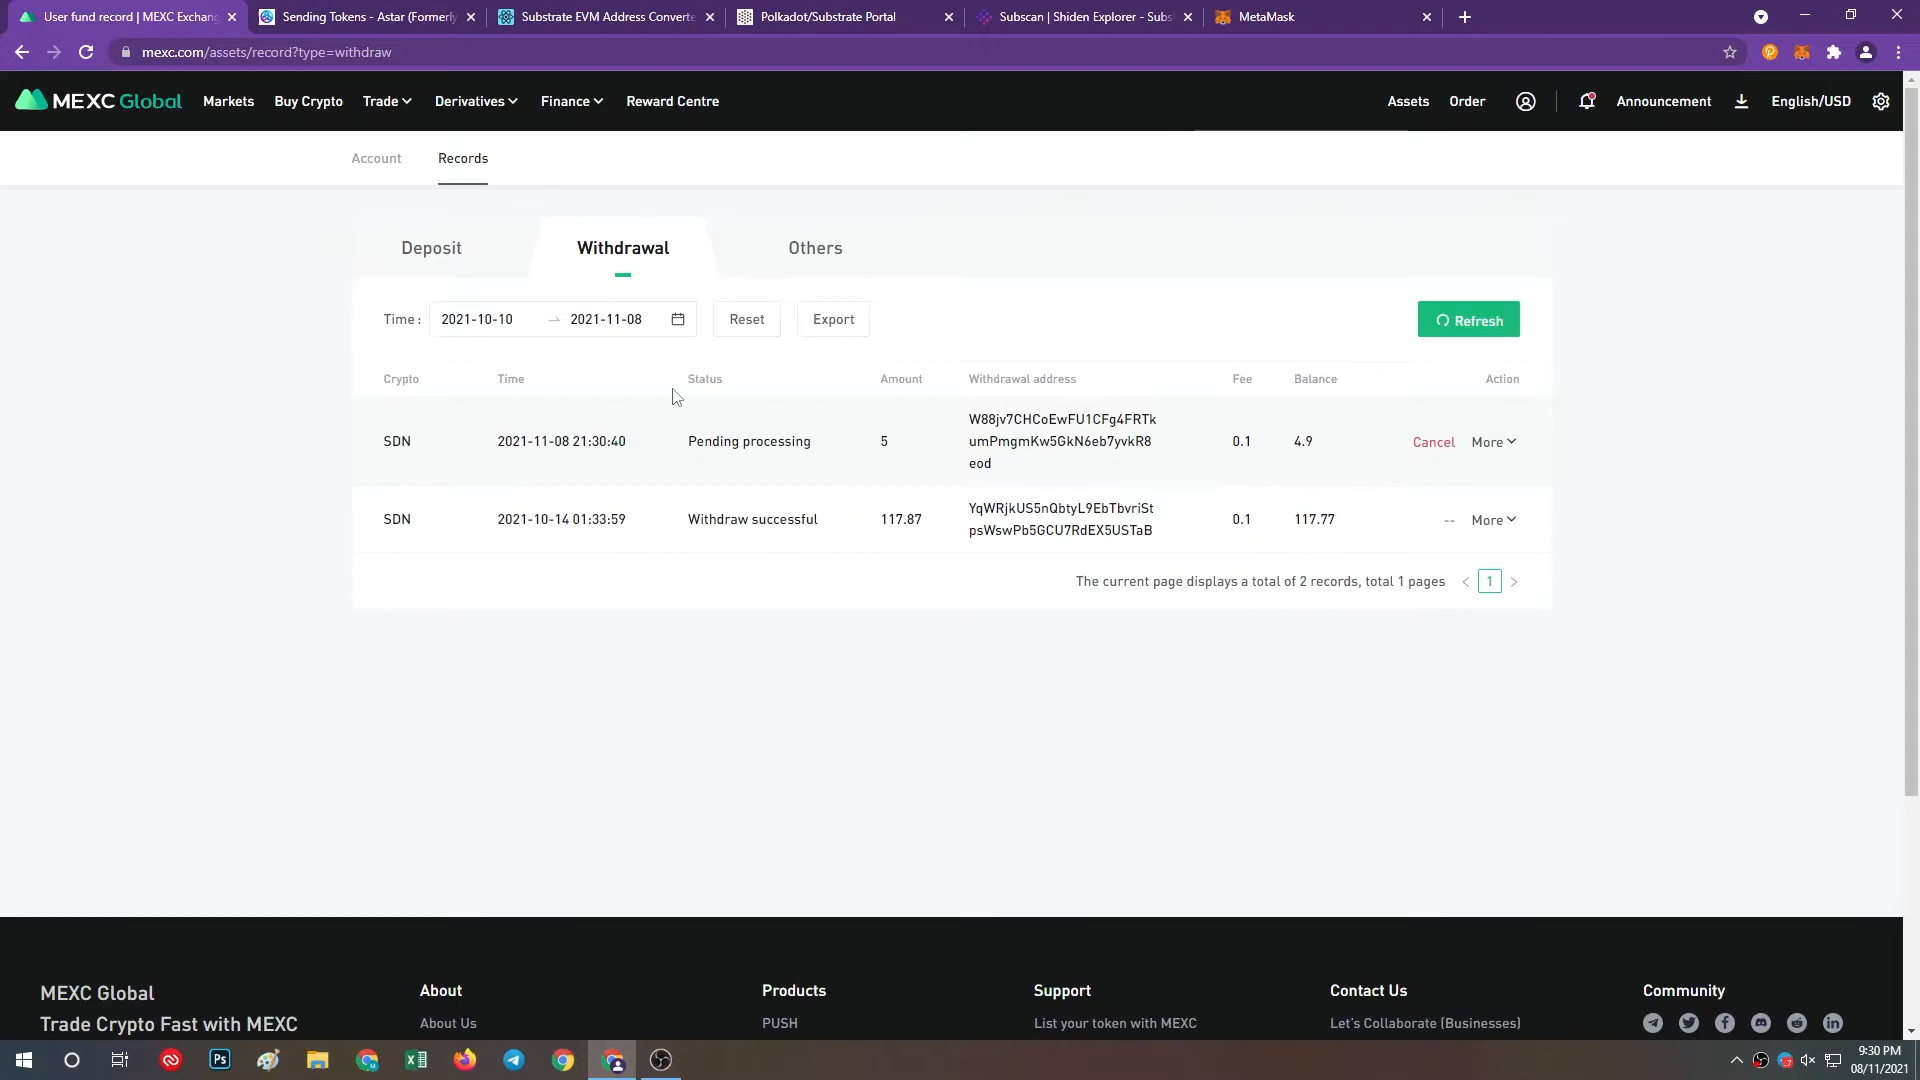 User fund record | MEXC Exchang
Sending Tokens - Astar (Formerly
Substrate EVM Address Converte
Polkadot/Substrate Portal
Subscan | Shiden Explorer - Subs
MetaMask
mexc.com/assets/record?type=withdraw
MEXC Global
Markets
Buy Crypto
Trade
Derivatives
Finance
Reward Centre
Assets
Order
Announcement
English/USD
Account
Records
Deposit
Withdrawal
Others
Time :
2021-10-10
2021-11-08
Reset
Export
Refresh
Crypto Time Status Amount Withdrawal address Fee Balance Action
W88jv7CHCoEwFU1CFg4FRTk
SDN 2021-11-08 21:30:40 Pending processing 5 umPmgmKw5GkN6eb7yvkR8 0.1 4.9 Cancel More
eod
YqWRjkUS5nQbtyL9EbTbvriSt
SDN 2021-10-14 01:33:59 Withdraw successful 117.87 0.1 117.77 -- More
psWswPb5GCU7RdEX5USTaB
The current page displays a total of 2 records, total 1 pages < 1 >
MEXC Global
Trade Crypto Fast with MEXC
About
About Us
Products
PUSH
Support
List your token with MEXC
Contact Us
Let's Collaborate (Businesses)
Community
Ps
9:30 PM
08/11/2021